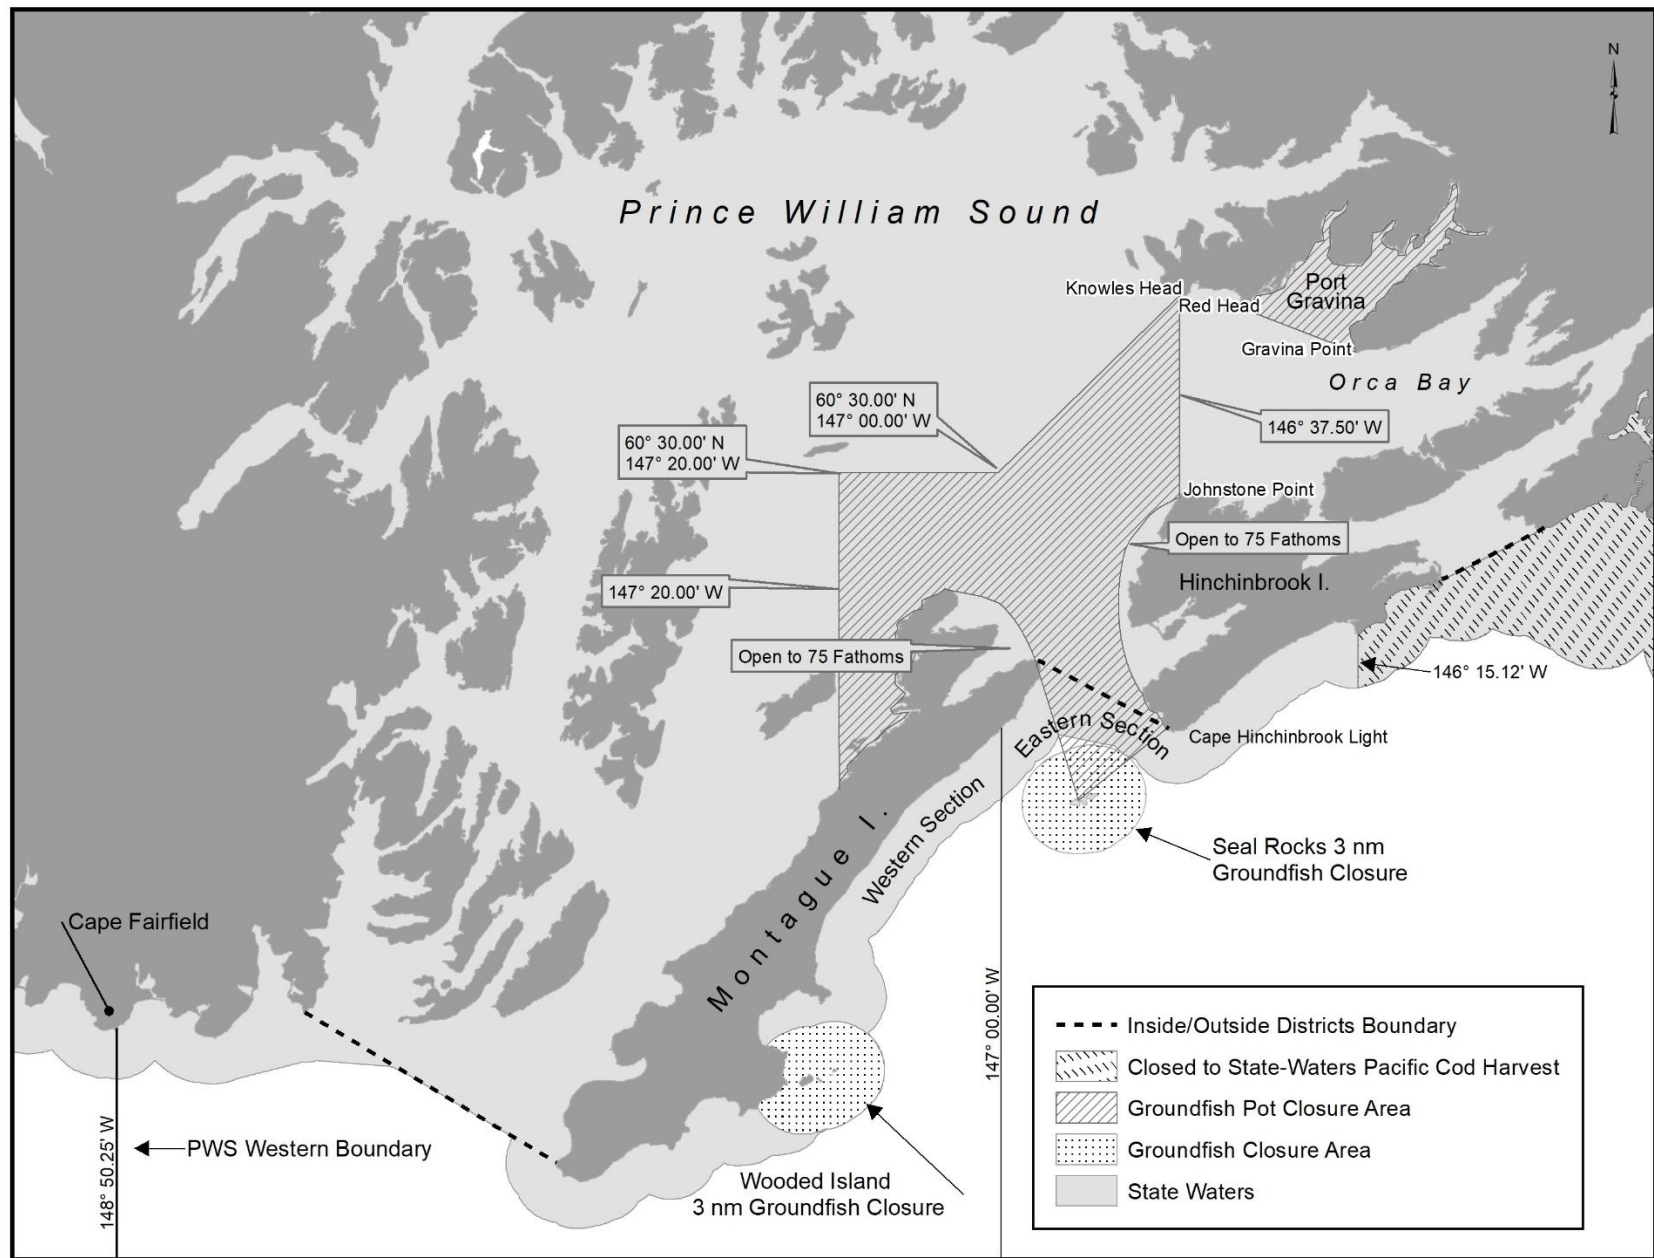 N
Prince William Sound
Knowles Head
Red Head
Port
Gravina
Gravina Point
Orca Bay
60° 30.00' N
147° 00.00' W
146° 37.50' W
60° 30.00' N
147° 20.00' W
Johnstone Point
Open to 75 Fathoms
Hinchinbrook I.
147° 20.00' W
Open to 75 Fathoms
146° 15.12' W
Eastern Section
Cape Hinchinbrook Light
Western Section
Montague I.
Seal Rocks 3 nm
Groundfish Closure
Cape Fairfield
147° 00.00' W
148° 50.25' W
PWS Western Boundary
Wooded Island
3 nm Groundfish Closure
Inside/Outside Districts Boundary
Closed to State-Waters Pacific Cod Harvest
Groundfish Pot Closure Area
Groundfish Closure Area
State Waters